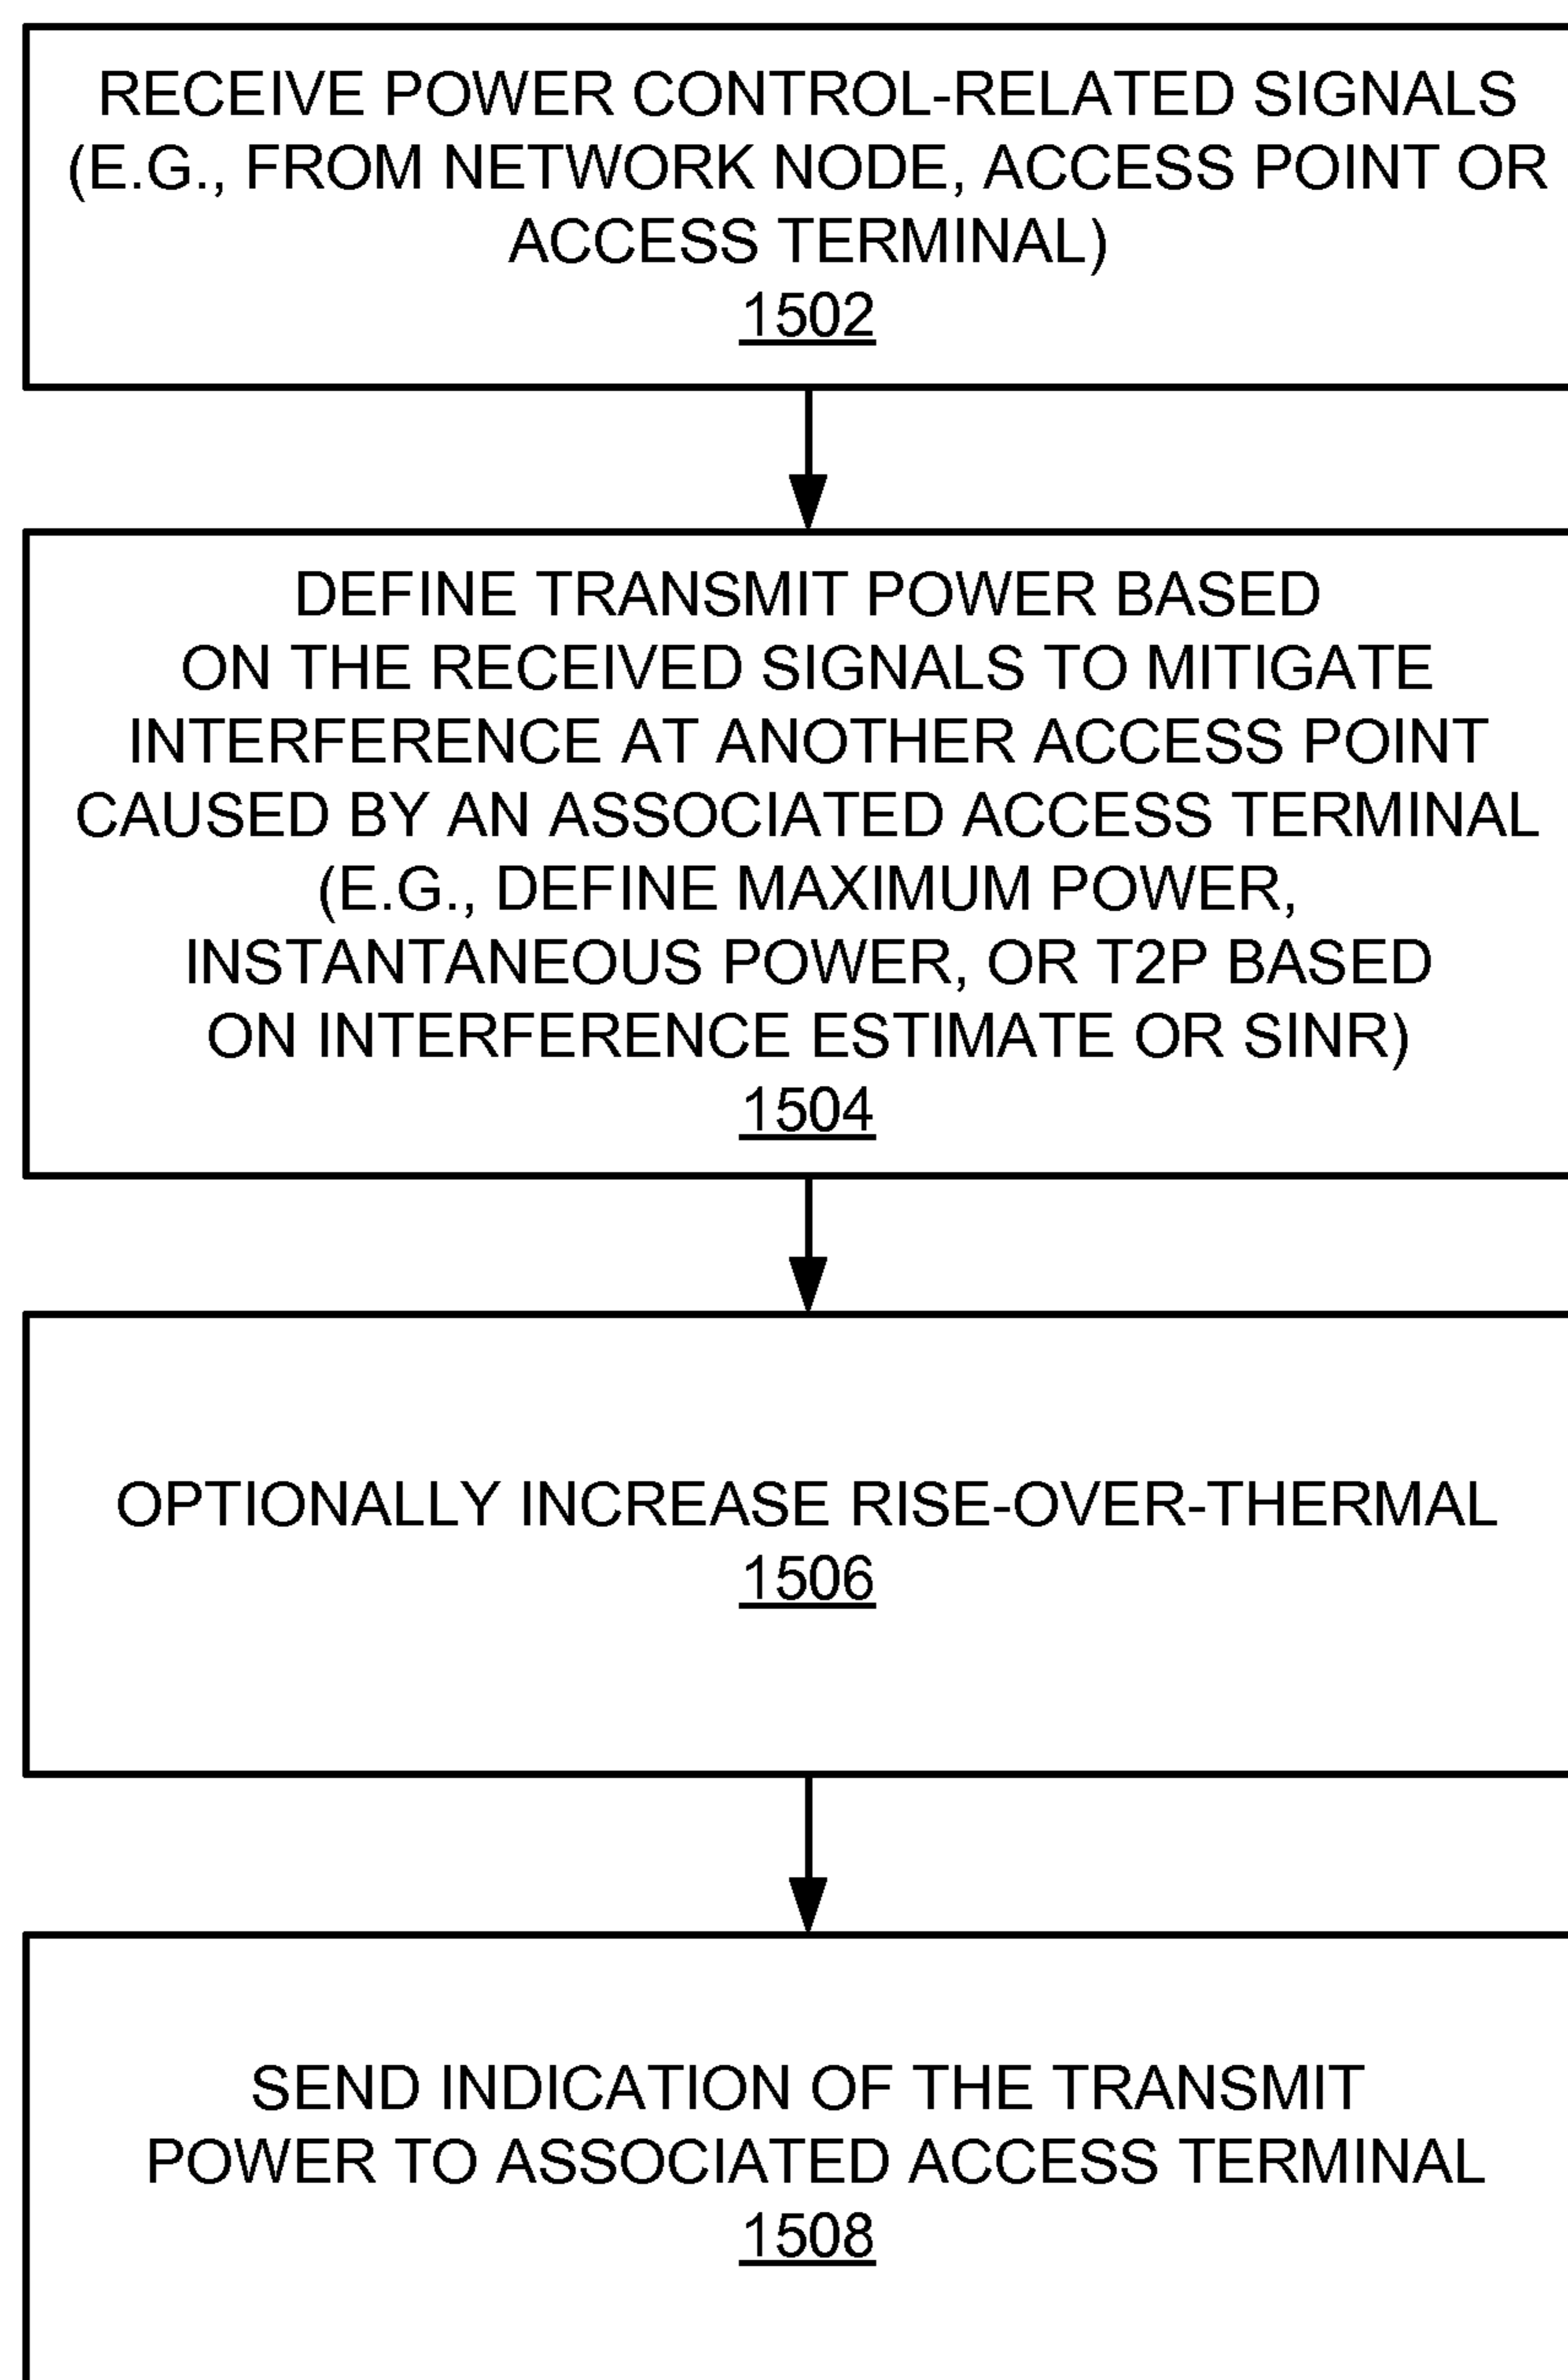 RECEIVE POWER CONTROL-RELATED SIGNALS
(E.G., FROM NETWORK NODE, ACCESS POINT OR
ACCESS TERMINAL)
1502
DEFINE TRANSMIT POWER BASED
ON THE RECEIVED SIGNALS TO MITIGATE
INTERFERENCE AT ANOTHER ACCESS POINT
CAUSED BY AN ASSOCIATED ACCESS TERMINAL
(E.G., DEFINE MAXIMUM POWER,
INSTANTANEOUS POWER, OR T2P BASED
ON INTERFERENCE ESTIMATE OR SINR)
1504
OPTIONALLY INCREASE RISE-OVER-THERMAL
1506
SEND INDICATION OF THE TRANSMIT
POWER TO ASSOCIATED ACCESS TERMINAL
1508